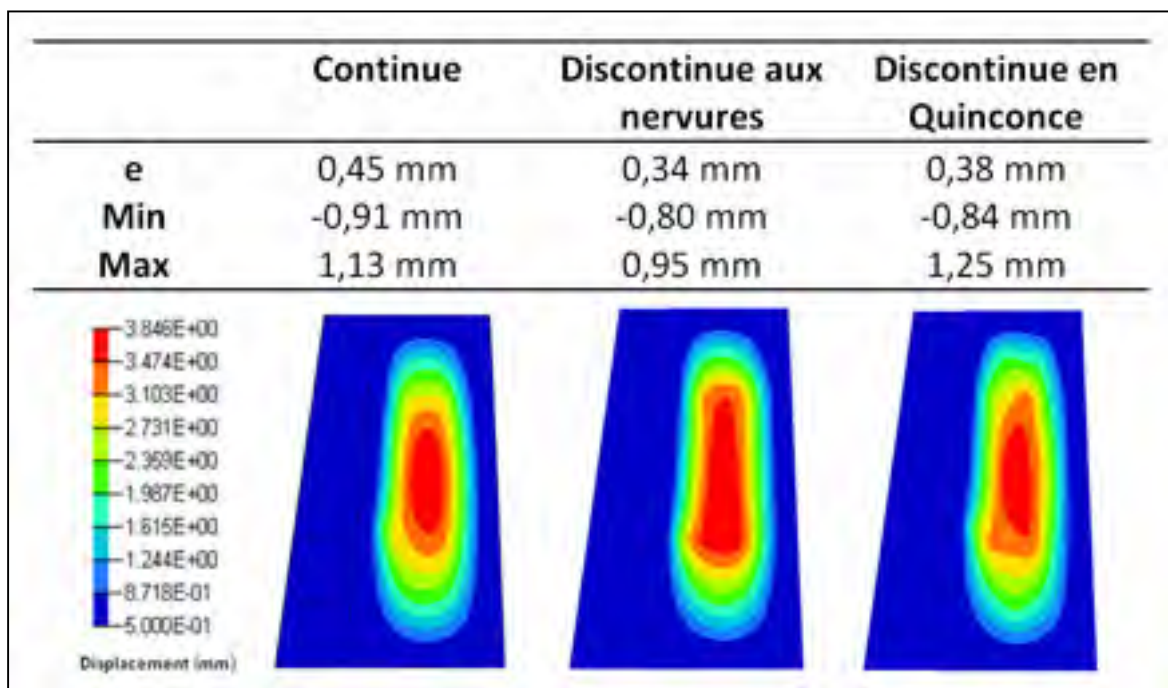 Continue Discontinue aux Discontinue en
nervures Quinconce
e 0,45 mm 0,34 mm 0,38 mm
Min -0,91 mm -0,80 mm -0,84 mm
Max 1,13 mm 0,95 mm 1,25 mm
3.846E+00
3.474E+00
3.103E+00
2.731E+00
2.359E+00
1.987E+00
1.615E+00
1.244E+00
8.718E-01
5.000E-01
Displacement (mm)